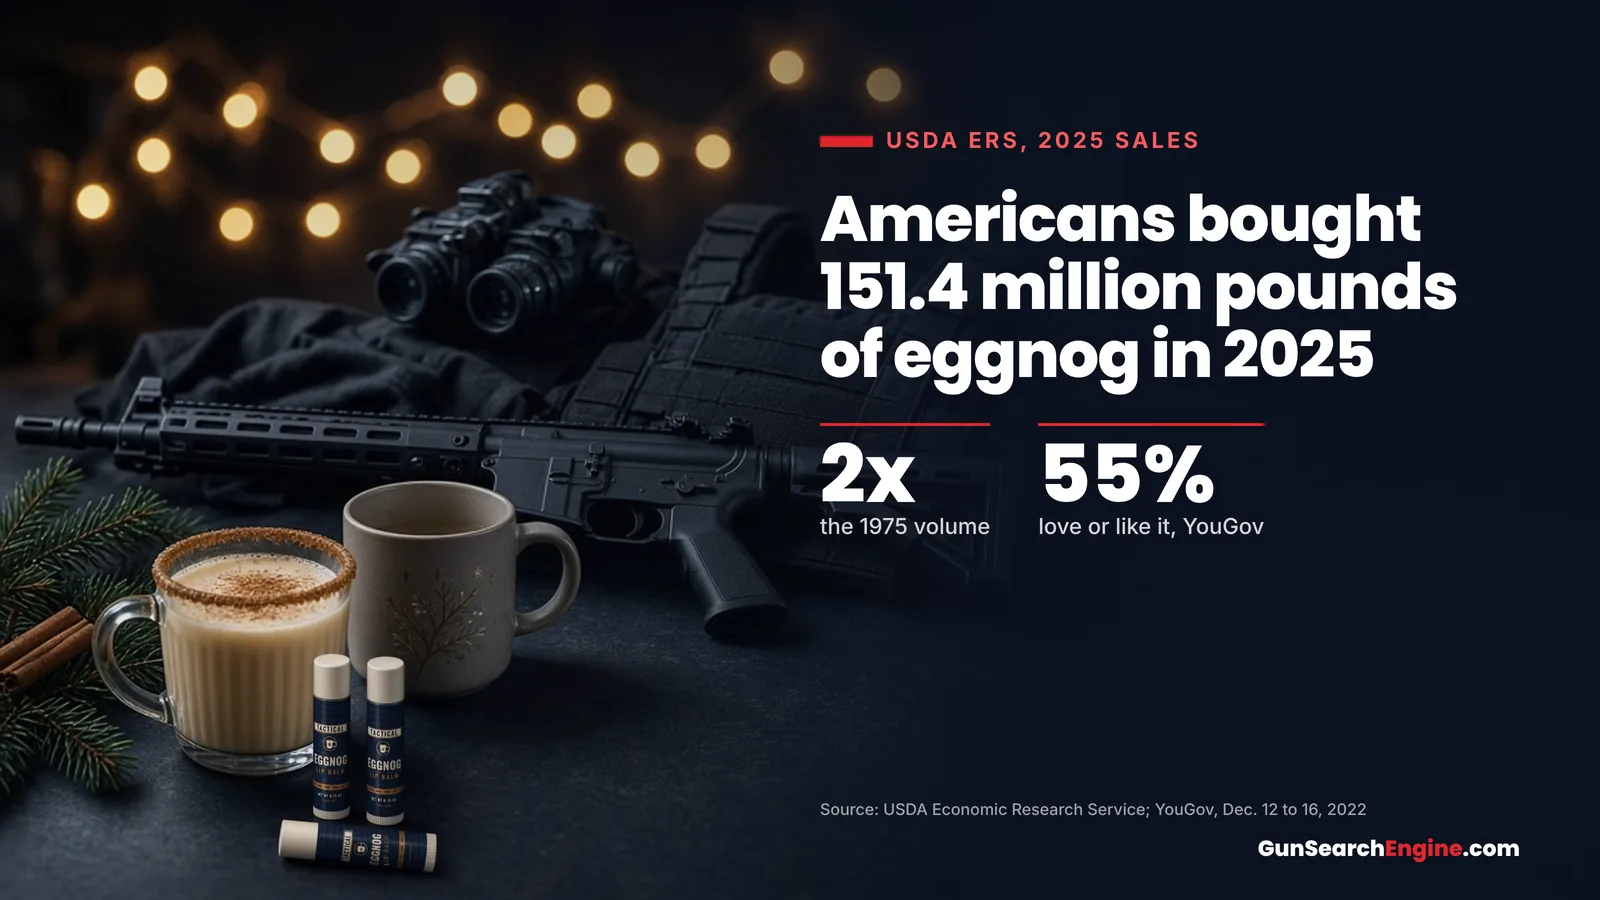 USDA ERS, 2025 SALES
Americans bought
151.4 million pounds
of eggnog in 2025
2x
the 1975 volume
55%
love or like it, YouGov
TACTICAL
EGGNOG
LIP BALM
TACTICAL
EGGNOG
LIP BALM
TACTICAL
EGGNOG
Source: USDA Economic Research Service; YouGov, Dec. 12 to 16, 2022
GunSearchEngine.com